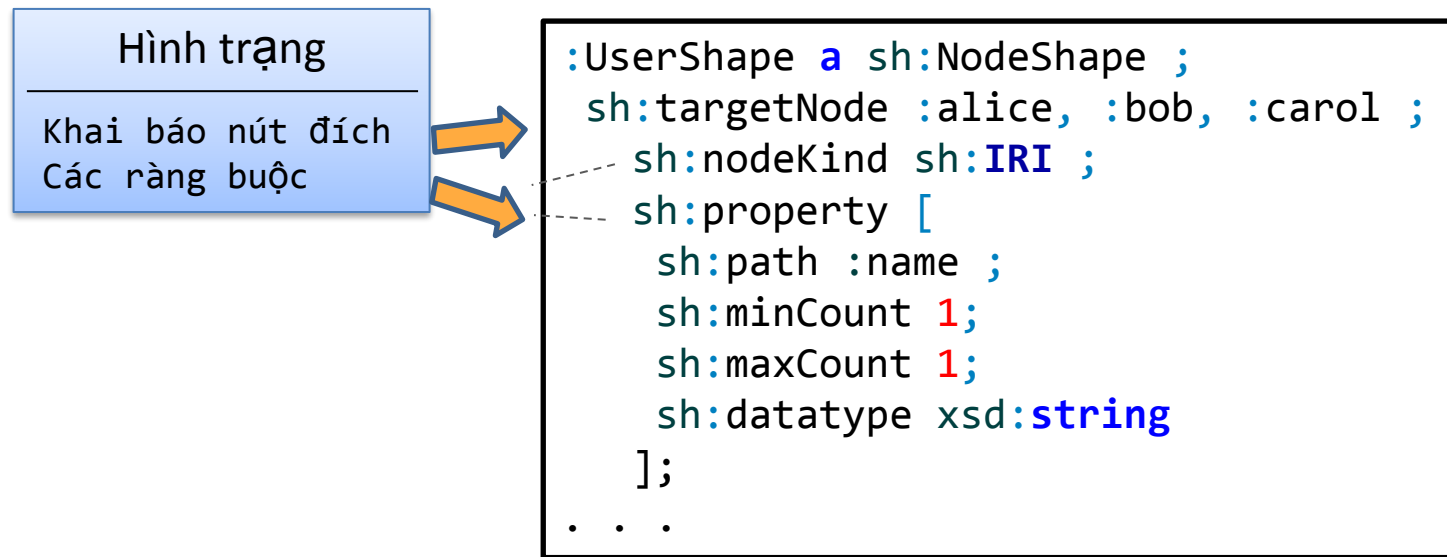 Hình trạng
Khai báo nút đích
Các ràng buộc
:UserShape a sh:NodeShape ;
sh:targetNode :alice, :bob, :carol ;
sh:nodeKind sh:IRI ;
sh:property [
sh:path :name ;
sh:minCount 1;
sh:maxCount 1;
sh:datatype xsd:string
];
. . .